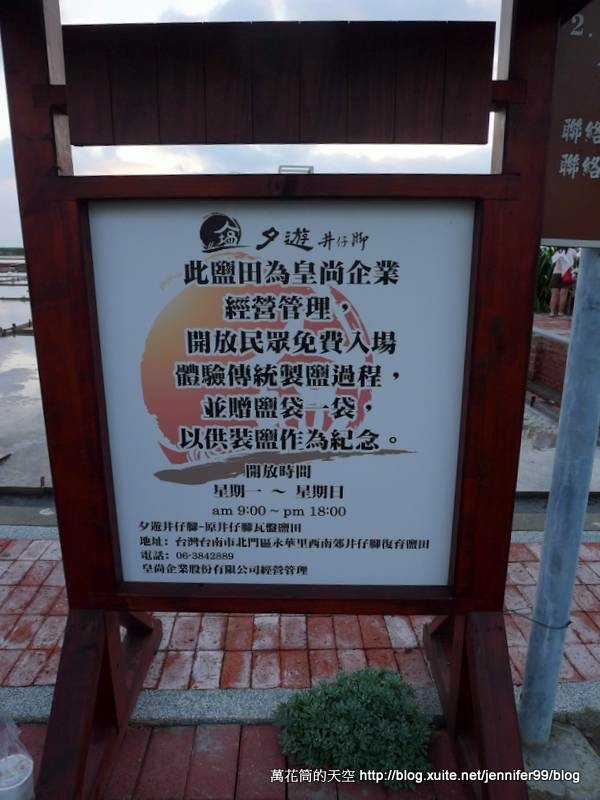 夕遊 井仔腳
此鹽田為皇尚企業
經營管理，
開放民眾免費入場
體驗傳統製鹽過程，
並贈鹽袋一袋，
以供裝鹽作為紀念。
開放時間
星期一 ～ 星期日
am 9:00 ~ pm 18:00
夕遊井仔腳-原井仔腳瓦盤鹽田
地址: 台灣台南市北門區永華里西南郊井仔腳復育鹽田
電話: 06-3842889
皇尚企業股份有限公司經營管理
2.
聯絡
聯絡
萬花筒的天空 http://blog.xuite.net/jennifer99/blog